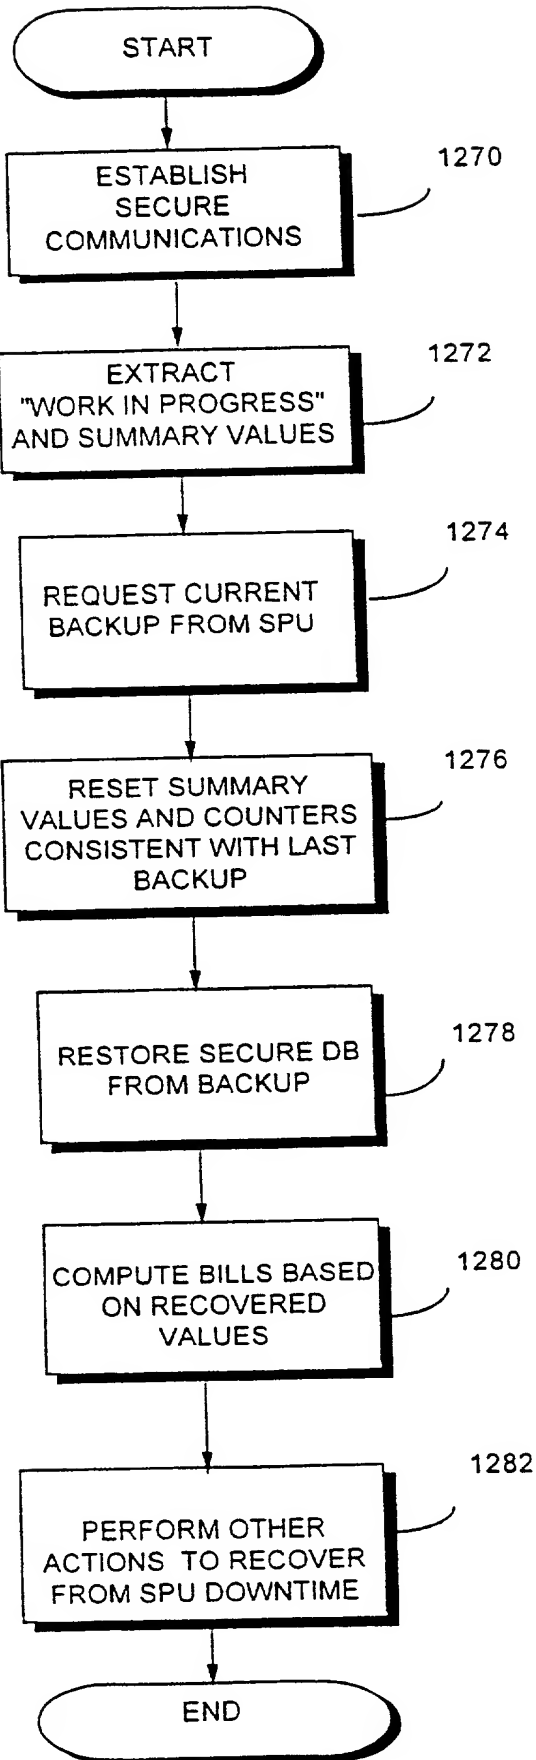 START
1270
ESTABLISH
SECURE
COMMUNICATIONS
1272
EXTRACT
"WORK IN PROGRESS"
AND SUMMARY VALUES
1274
REQUEST CURRENT
BACKUP FROM SPU
1276
RESET SUMMARY
VALUES AND COUNTERS
CONSISTENT WITH LAST
BACKUP
1278
RESTORE SECURE DB
FROM BACKUP
1280
COMPUTE BILLS BASED
ON RECOVERED
VALUES
1282
PERFORM OTHER
ACTIONS TO RECOVER
FROM SPU DOWNTIME
END